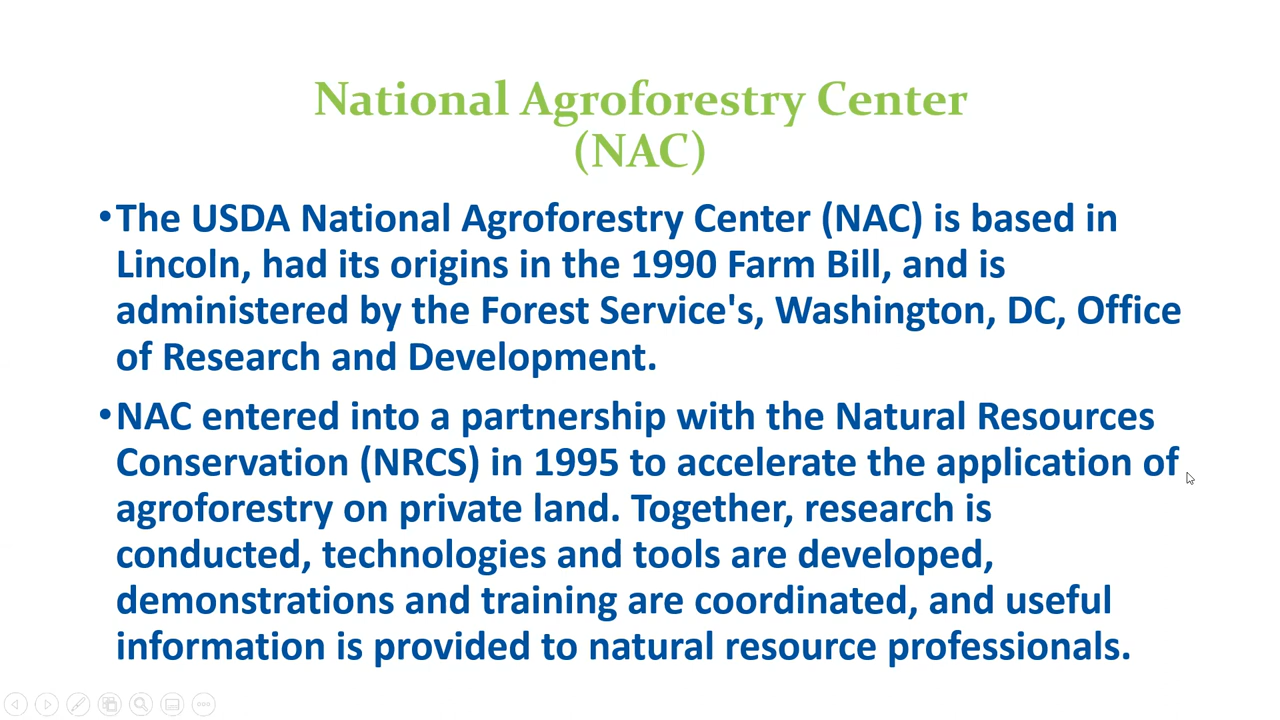 National Agroforestry Center
(NAC)
•The USDA National Agroforestry Center (NAC) is based in
Lincoln, had its origins in the 1990 Farm Bill, and is
administered by the Forest Service's, Washington, DC, Office
of Research and Development.
•NAC entered into a partnership with the Natural Resources
Conservation (NRCS) in 1995 to accelerate the application of
agroforestry on private land. Together, research is
conducted, technologies and tools are developed,
demonstrations and training are coordinated, and useful
information is provided to natural resource professionals.